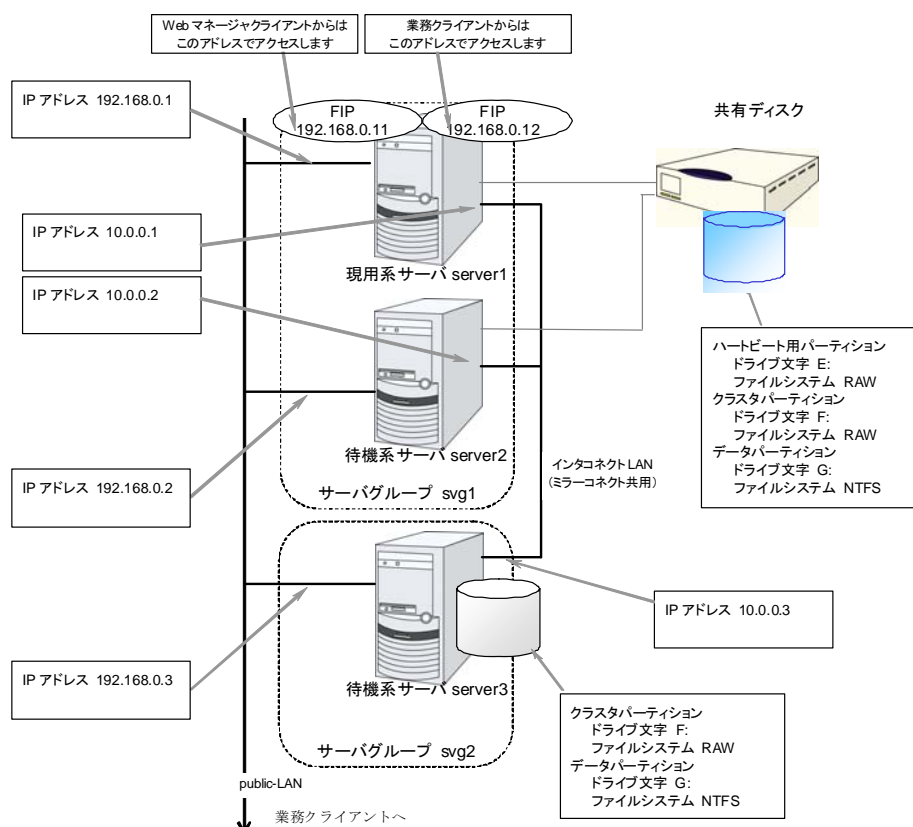 Web マネージャクライアントからは
このアドレスでアクセスします
業務クライアントからは
このアドレスでアクセスします
IP アドレス 192.168.0.1
FIP
192.168.0.11
FIP
192.168.0.12
共有ディスク
IP アドレス 10.0.0.1
現用系サーバ server1
IP アドレス 10.0.0.2
ハートビート用パーティション
ドライブ文字 E:
ファイルシステム RAW
クラスタパーティション
ドライブ文字 F:
ファイルシステム RAW
データパーティション
ドライブ文字 G:
ファイルシステム NTFS
待機系サーバ server2
インタコネクト LAN
(ミラーコネクト共用)
IP アドレス 192.168.0.2
サーバグループ svg1
IP アドレス 10.0.0.3
IP アドレス 192.168.0.3
待機系サーバ server3
クラスタパーティション
ドライブ文字 F:
ファイルシステム RAW
データパーティション
ドライブ文字 G:
ファイルシステム NTFS
サーバグループ svg2
public-LAN
業務クライアントへ